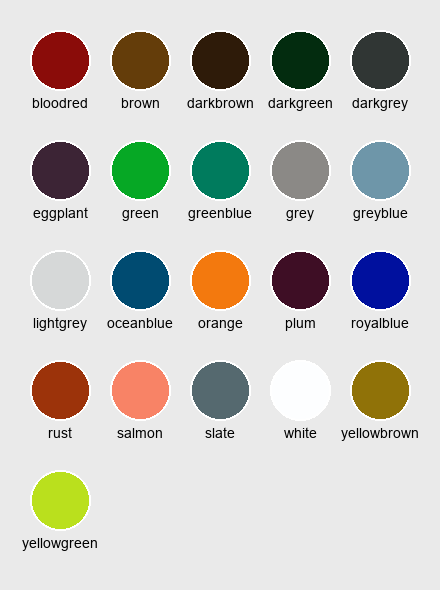 bloodred brown darkbrown darkgreen darkgrey
eggplant green greenblue grey greyblue
lightgrey oceanblue orange plum royalblue
rust salmon slate white yellowbrown
yellowgreen